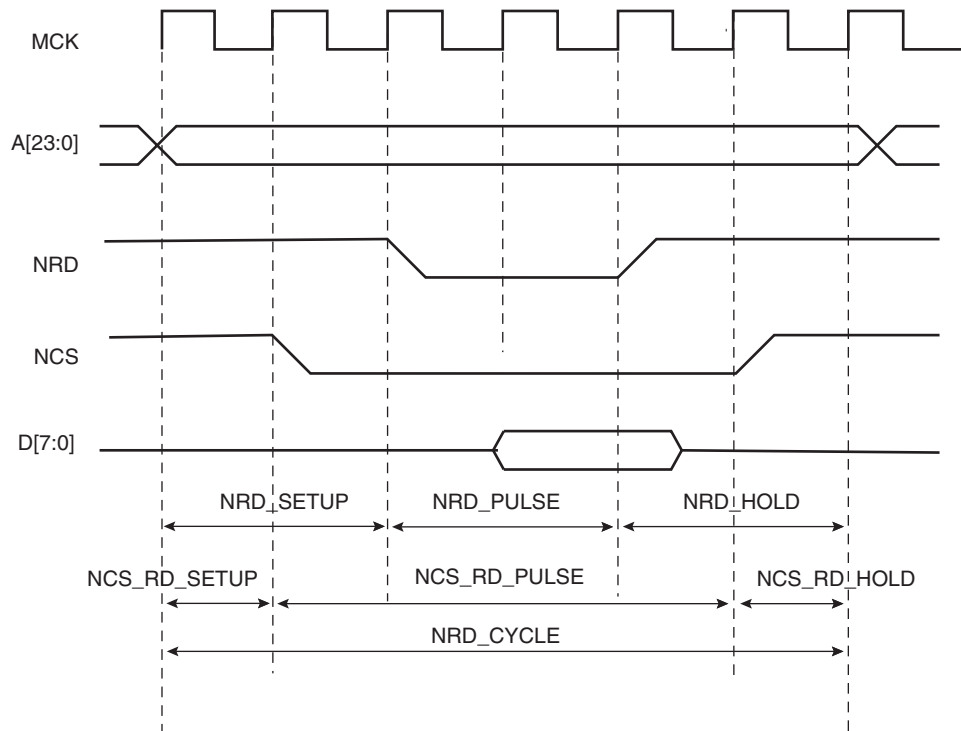 MCK
A[23:0]
NRD
NCS
D[7:0]
NRD_SETUP NRD_PULSE NRD_HOLD
NCS_RD_SETUP NCS_RD_PULSE NCS_RD_HOLD
NRD_CYCLE